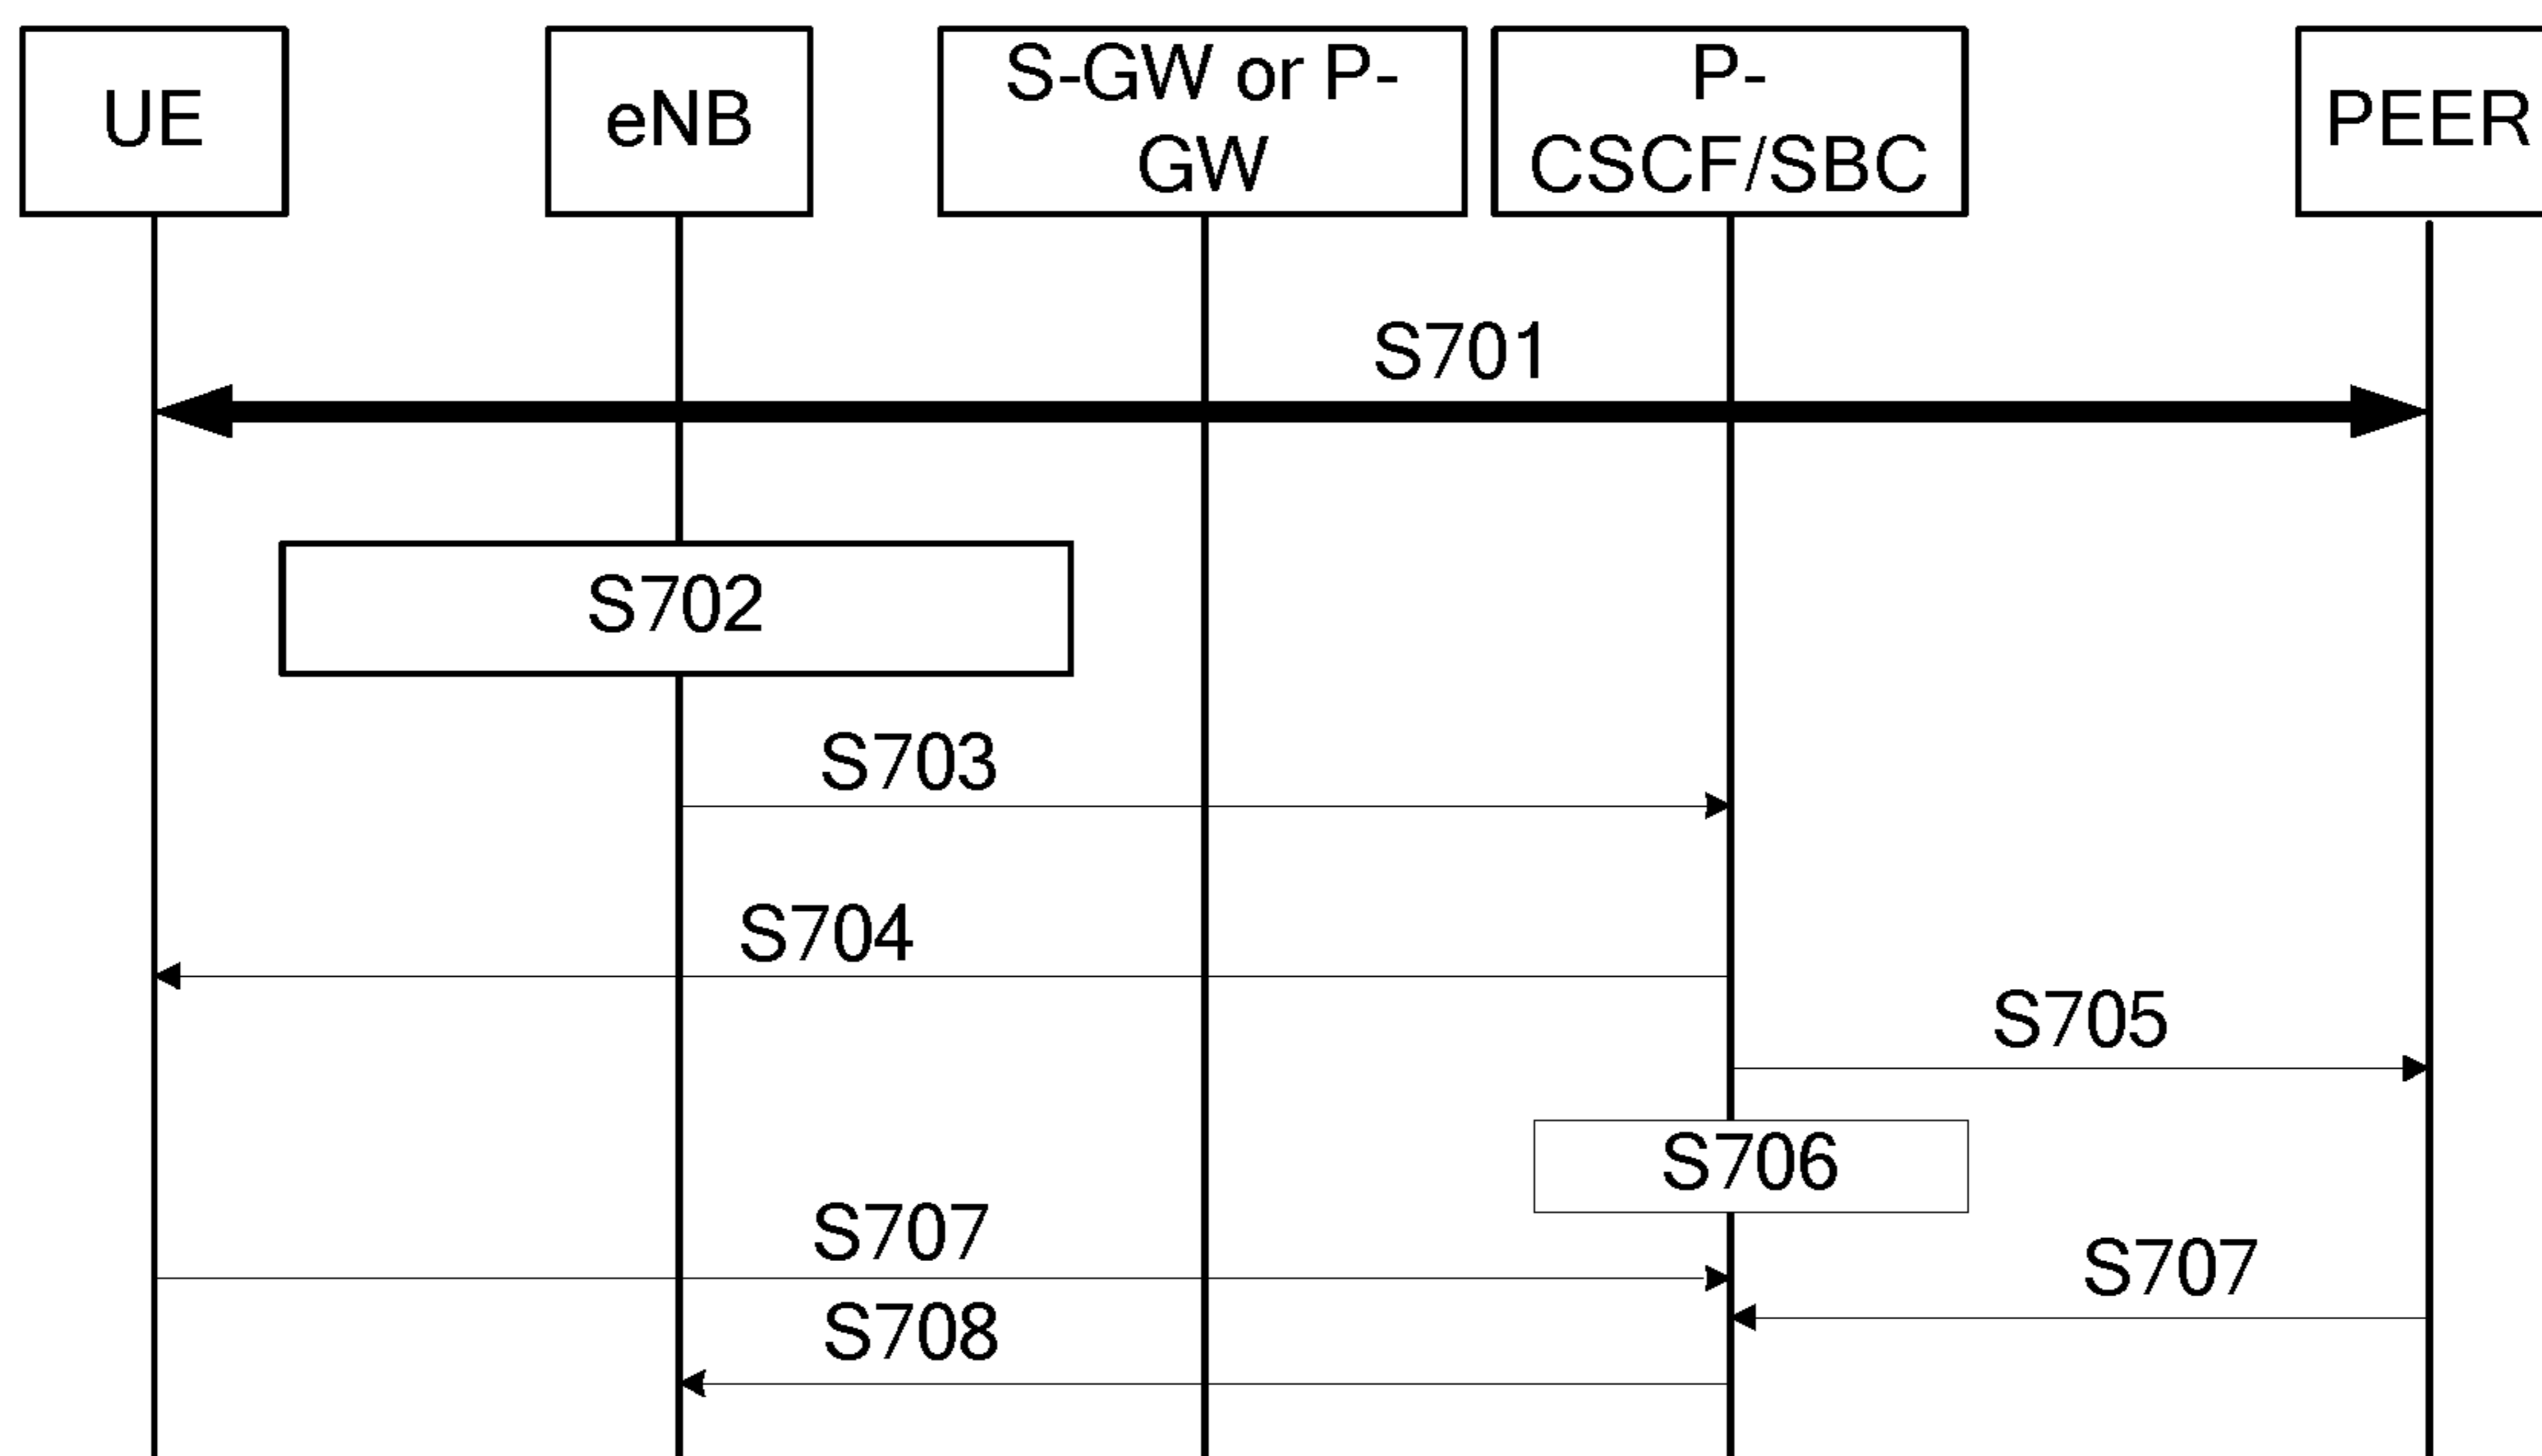 UE
eNB
S-GW or P-
GW
P-
CSCF/SBC
PEER
S701
S702
S703
S704
S705
S706
S707
S707
S708